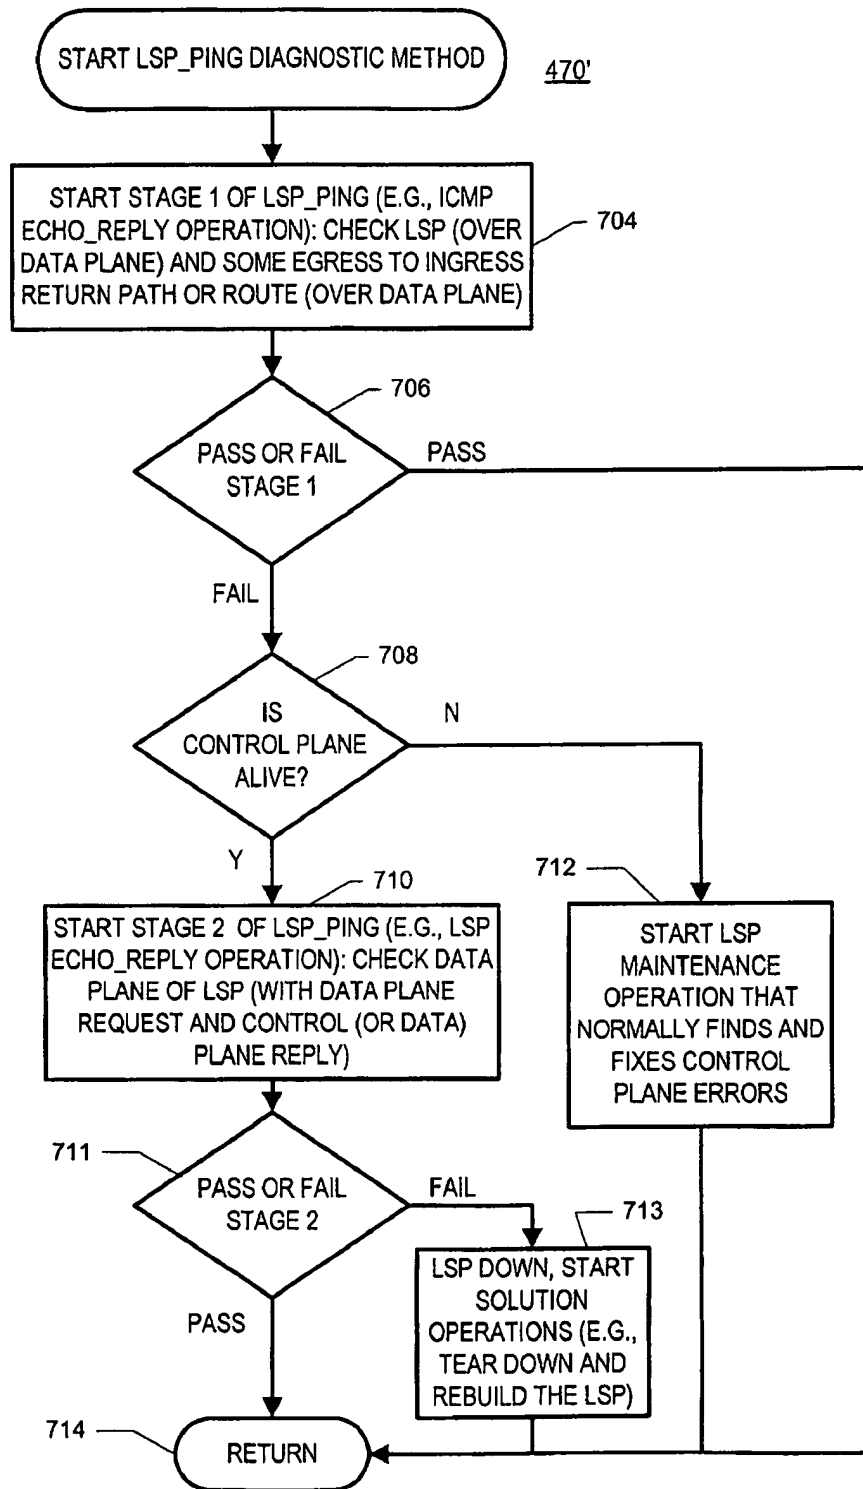 START LSP_PING DIAGNOSTIC METHOD
470'
START STAGE 1 OF LSP_PING (E.G., ICMP
ECHO_REPLY OPERATION): CHECK LSP (OVER
DATA PLANE) AND SOME EGRESS TO INGRESS
RETURN PATH OR ROUTE (OVER DATA PLANE)
704
706
PASS OR FAIL
STAGE 1
PASS
FAIL
708
IS
CONTROL PLANE
ALIVE?
N
Y
710
START STAGE 2 OF LSP_PING (E.G., LSP
ECHO_REPLY OPERATION): CHECK DATA
PLANE OF LSP (WITH DATA PLANE
REQUEST AND CONTROL (OR DATA)
PLANE REPLY)
712
START LSP
MAINTENANCE
OPERATION THAT
NORMALLY FINDS AND
FIXES CONTROL
PLANE ERRORS
711
PASS OR FAIL
STAGE 2
FAIL
PASS
713
LSP DOWN, START
SOLUTION
OPERATIONS (E.G.,
TEAR DOWN AND
REBUILD THE LSP)
714
RETURN